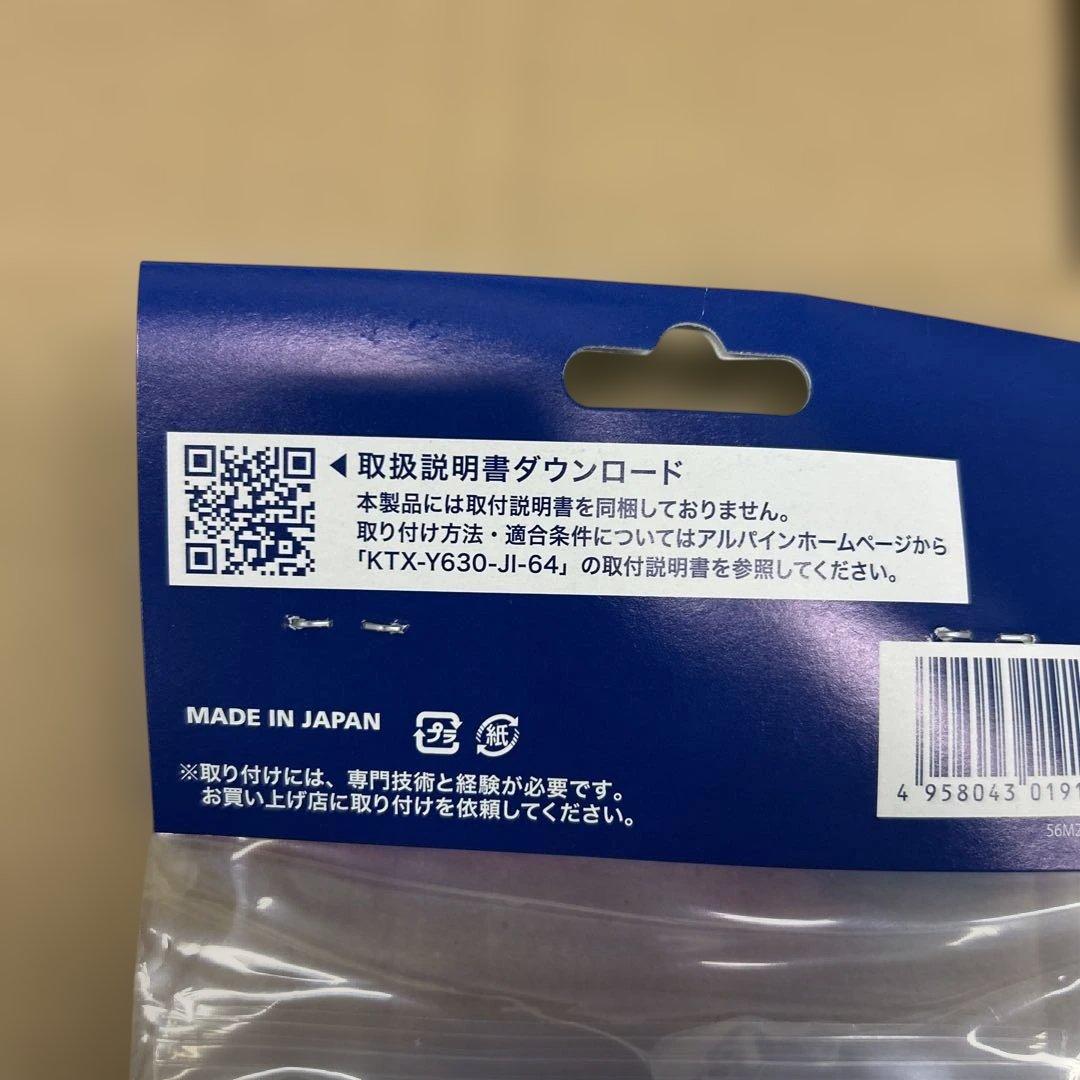 ◀取扱説明書ダウンロード
本製品には取付説明書を同梱しておりません。
取り付け方法・適合条件についてはアルパインホームページから
「KTX-Y630-JI-64」の取付説明書を参照してください。
MADE IN JAPAN
プラ
紙
※取り付けには、専門技術と経験が必要です。
お買い上げ店に取り付けを依頼してください。
4 958043 0191
56M2